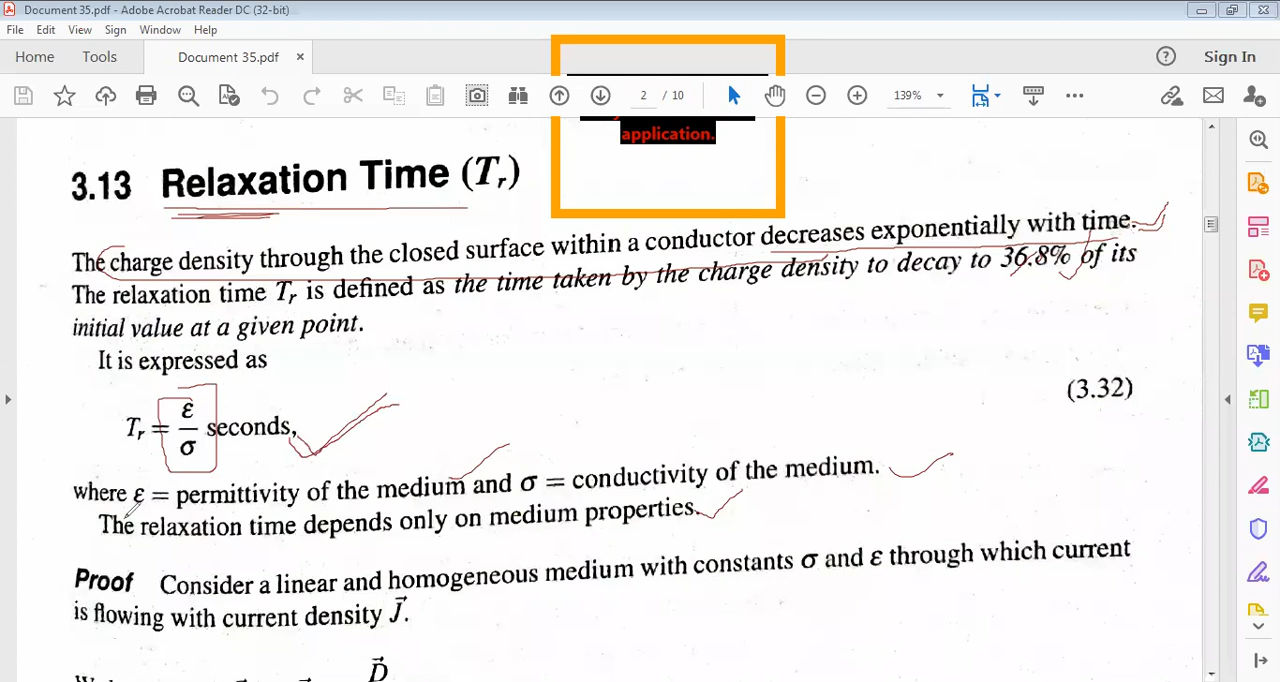 Document 35.pdf - Adobe Acrobat Reader DC (32-bit)
File Edit View Sign Window Help
Home Tools Document 35.pdf × ? Sign In
2 / 10 139%
application.
3.13 Relaxation Time (Tᵣ)
The charge density through the closed surface within a conductor decreases exponentially with time.
The relaxation time Tᵣ is defined as the time taken by the charge density to decay to 36.8% of its
initial value at a given point.
It is expressed as
Tᵣ = ε/σ seconds, (3.32)
where ε = permittivity of the medium and σ = conductivity of the medium.
The relaxation time depends only on medium properties.
Proof Consider a linear and homogeneous medium with constants σ and ε through which current
is flowing with current density J⃗.
D⃗